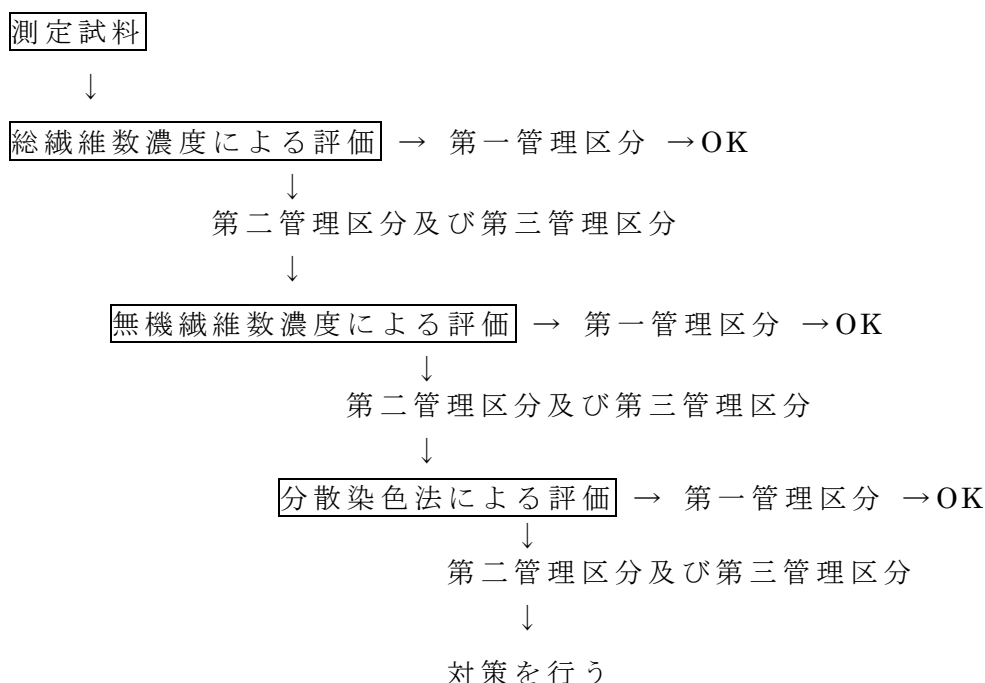 測定試料
↓
総繊維数濃度による評価 → 第一管理区分 →OK
↓
第二管理区分及び第三管理区分
↓
無機繊維数濃度による評価 → 第一管理区分 →OK
↓
第二管理区分及び第三管理区分
↓
分散染色法による評価 → 第一管理区分 →OK
↓
第二管理区分及び第三管理区分
↓
対策を行う